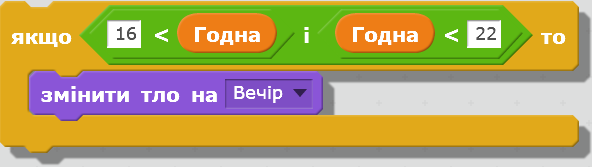 якщо 16 < Годна і Годна < 22 то
змінити тло на Вечір